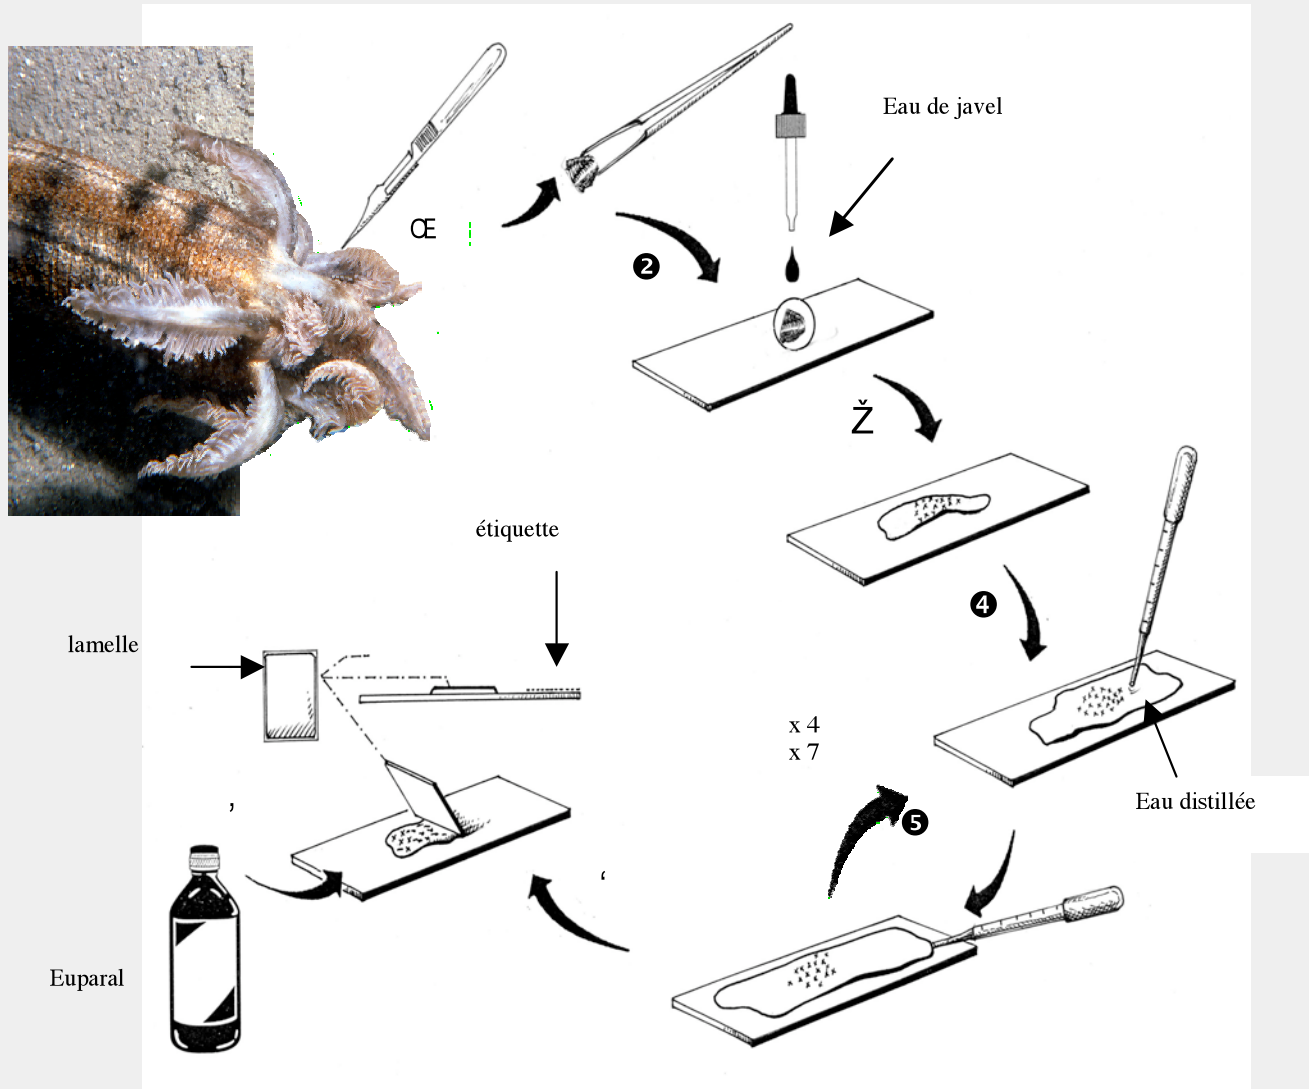 Eau de javel
Œ
❷
Ž
étiquette
❹
lamelle
x 4
x 7
Eau distillée
’
❺
‘
Euparal